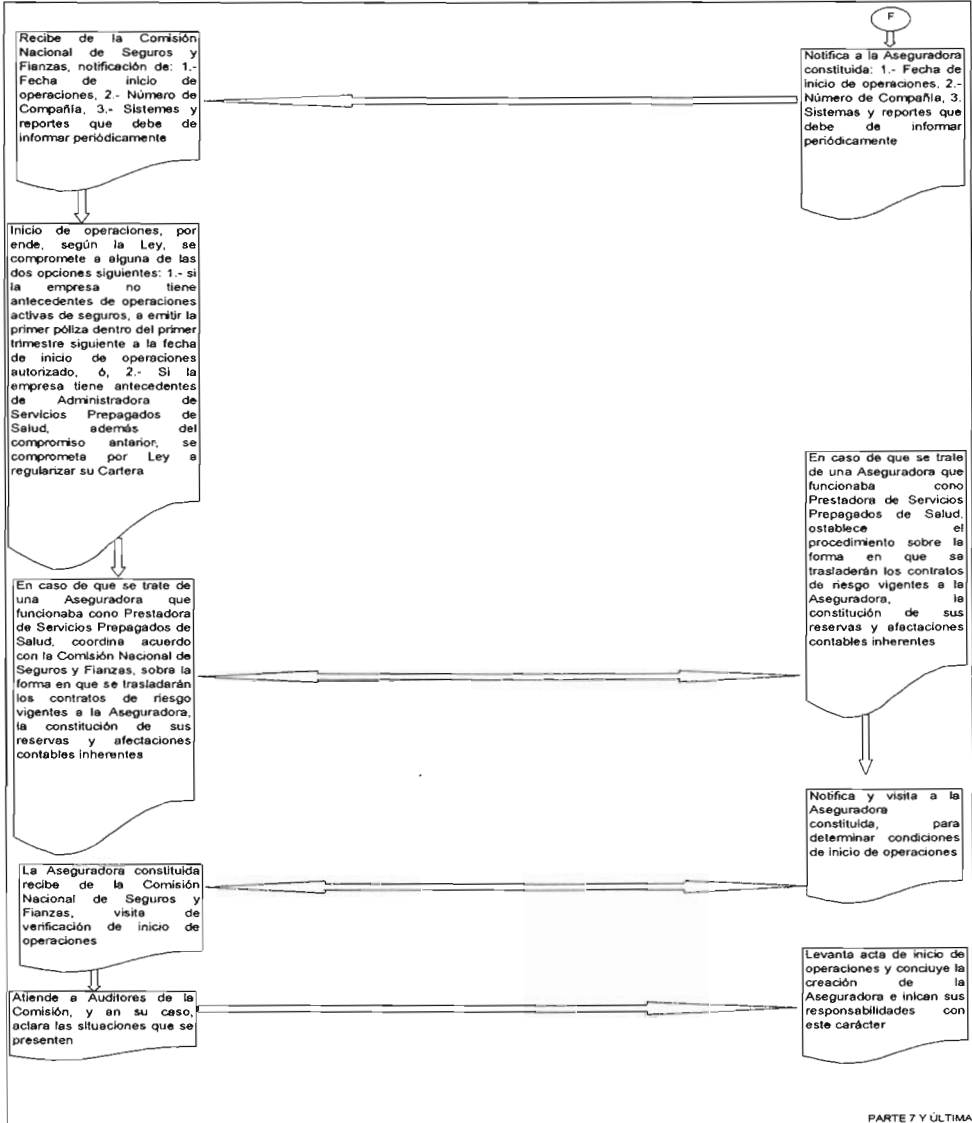 F
Recibe de la Comisión
Nacional de Seguros y
Fianzas, notificación de: 1.-
Fecha de inicio de
operaciones, 2.- Número de
Compañía, 3.- Sistemas y
reportes que debe de
informar periódicamente
Notifica a la Aseguradora
constituida: 1.- Fecha de
inicio de operaciones, 2.-
Número de Compañía, 3.
Sistemas y reportes que
debe de informar
periódicamente
Inicio de operaciones, por
ende, según la Ley, se
compromete a alguna de las
dos opciones siguientes: 1.- si
la empresa no tiene
antecedentes de operaciones
activas de seguros, a emitir la
primer póliza dentro del primer
trimestre siguiente a la fecha
de inicio de operaciones
autorizado, ó, 2.- Si la
empresa tiene antecedentes
de Administradora de
Servicios Prepagados de
Salud, además del
compromiso anterior, se
compromete por Ley a
regularizar su Cartera
En caso de que se trate
de una Aseguradora que
funcionaba cono
Prestadora de Servicios
Prepagados de Salud,
establece el
procedimiento sobre la
forma en que se
trasladerán los contratos
de riesgo vigentes a la
Aseguradora, la
constitución de sus
reservas y afectaciones
contables inherentes
En caso de que se trate de
una Aseguradora que
funcionaba cono Prestadora
de Servicios Prepagados de
Salud, coordina acuerdo
con la Comisión Nacional de
Seguros y Fianzas, sobre la
forma en que se trasladarán
los contratos de riesgo
vigentes a la Aseguradora,
la constitución de sus
reservas y afectaciones
contables inherentes
Notifica y visita a la
Aseguradora
constituida, para
determinar condiciones
de inicio de operaciones
La Aseguradora constituida
recibe de la Comisión
Nacional de Seguros y
Fianzas, visita de
verificación de inicio de
operaciones
Atiende a Auditores de la
Comisión, y en su caso,
aclara las situaciones que se
presenten
Levanta acta de inicio de
operaciones y concluye la
creación de la
Aseguradora e inican sus
responsabilidades con
este carácter
PARTE 7 Y ÚLTIMA